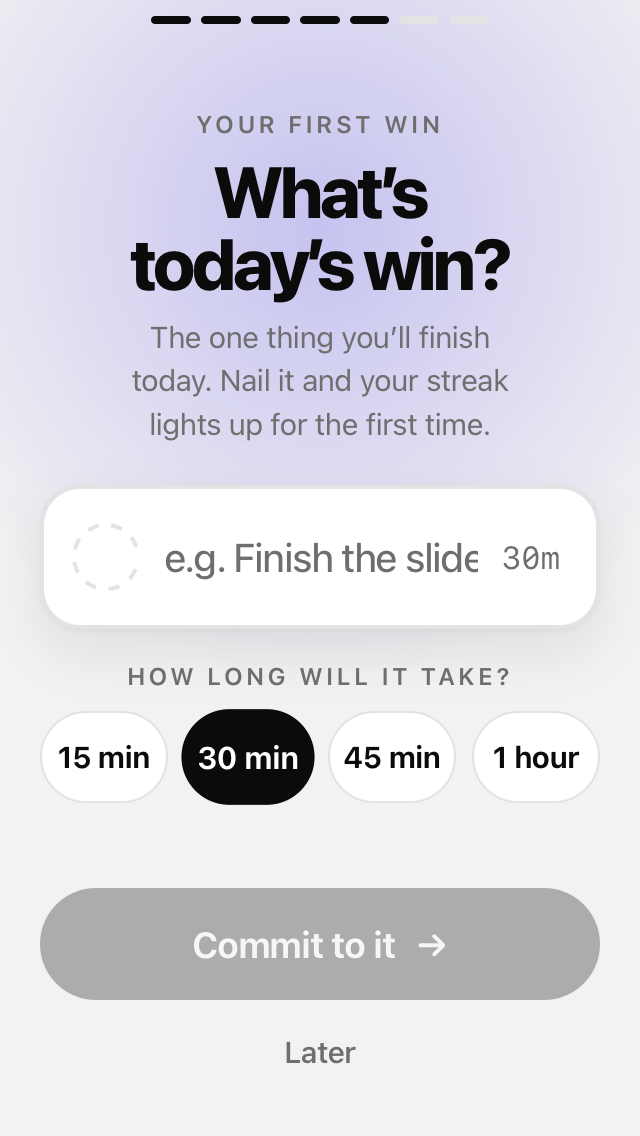 YOUR FIRST WIN
What’s
today’s win?
The one thing you’ll finish
today. Nail it and your streak
lights up for the first time.
e.g. Finish the slide 30m
HOW LONG WILL IT TAKE?
15 min 30 min 45 min 1 hour
Commit to it →
Later